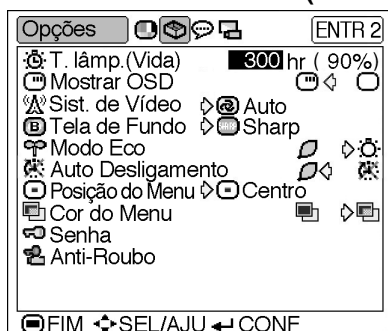 Opções ENTR 2
T. lâmp.(Vida) 300 hr ( 90%)
Mostrar OSD
Sist. de Vídeo Auto
B Tela de Fundo Sharp
Modo Eco
Auto Desligamento
Posição do Menu Centro
Cor do Menu
Senha
Anti-Roubo
FIM SEL/AJU CONF